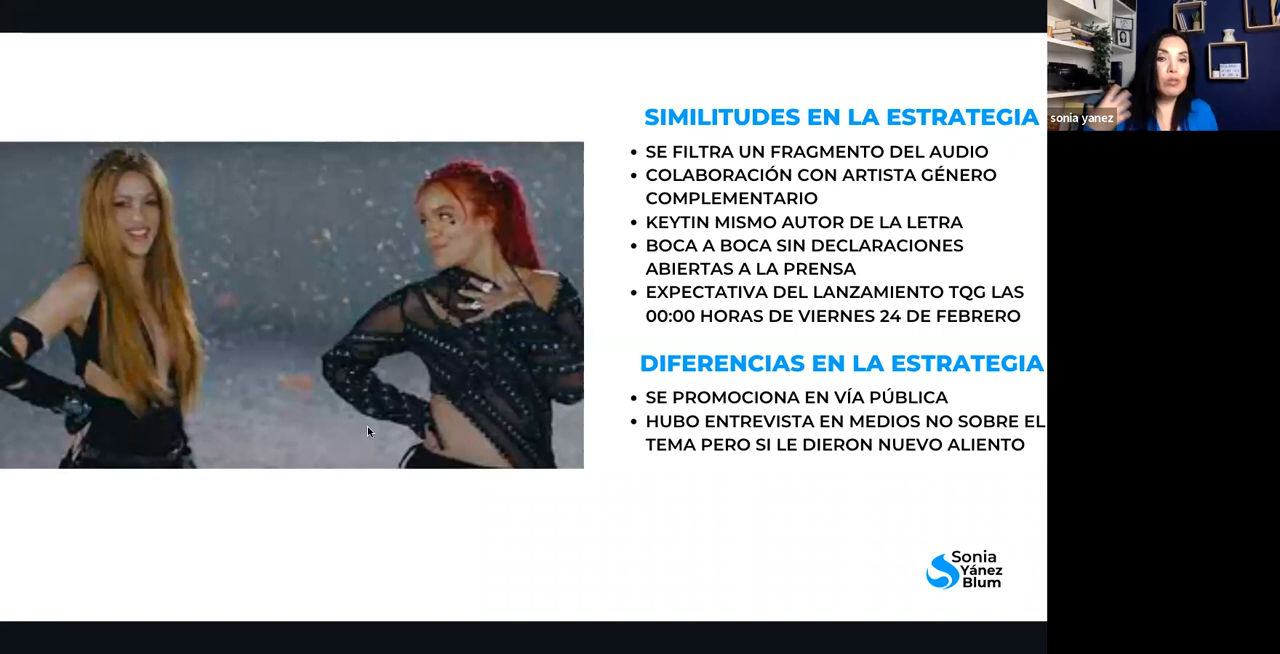 SIMILITUDES EN LA ESTRATEGIA
• SE FILTRA UN FRAGMENTO DEL AUDIO
• COLABORACIÓN CON ARTISTA GÉNERO
COMPLEMENTARIO
• KEYTIN MISMO AUTOR DE LA LETRA
• BOCA A BOCA SIN DECLARACIONES
ABIERTAS A LA PRENSA
• EXPECTATIVA DEL LANZAMIENTO TQG LAS
00:00 HORAS DE VIERNES 24 DE FEBRERO
DIFERENCIAS EN LA ESTRATEGIA
• SE PROMOCIONA EN VÍA PÚBLICA
• HUBO ENTREVISTA EN MEDIOS NO SOBRE EL
TEMA PERO SI LE DIERON NUEVO ALIENTO
Sonia
Yánez
Blum
sonia yanez